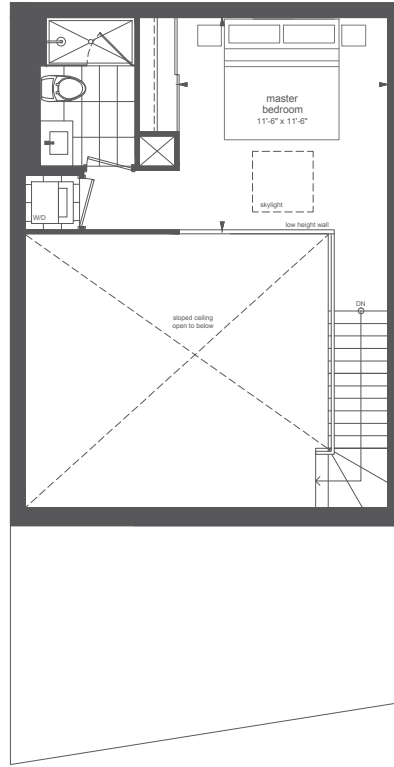 master
bedroom
11'-6" x 11'-6"
skylight
W/D
low height wall
DN
sloped ceiling
open to below